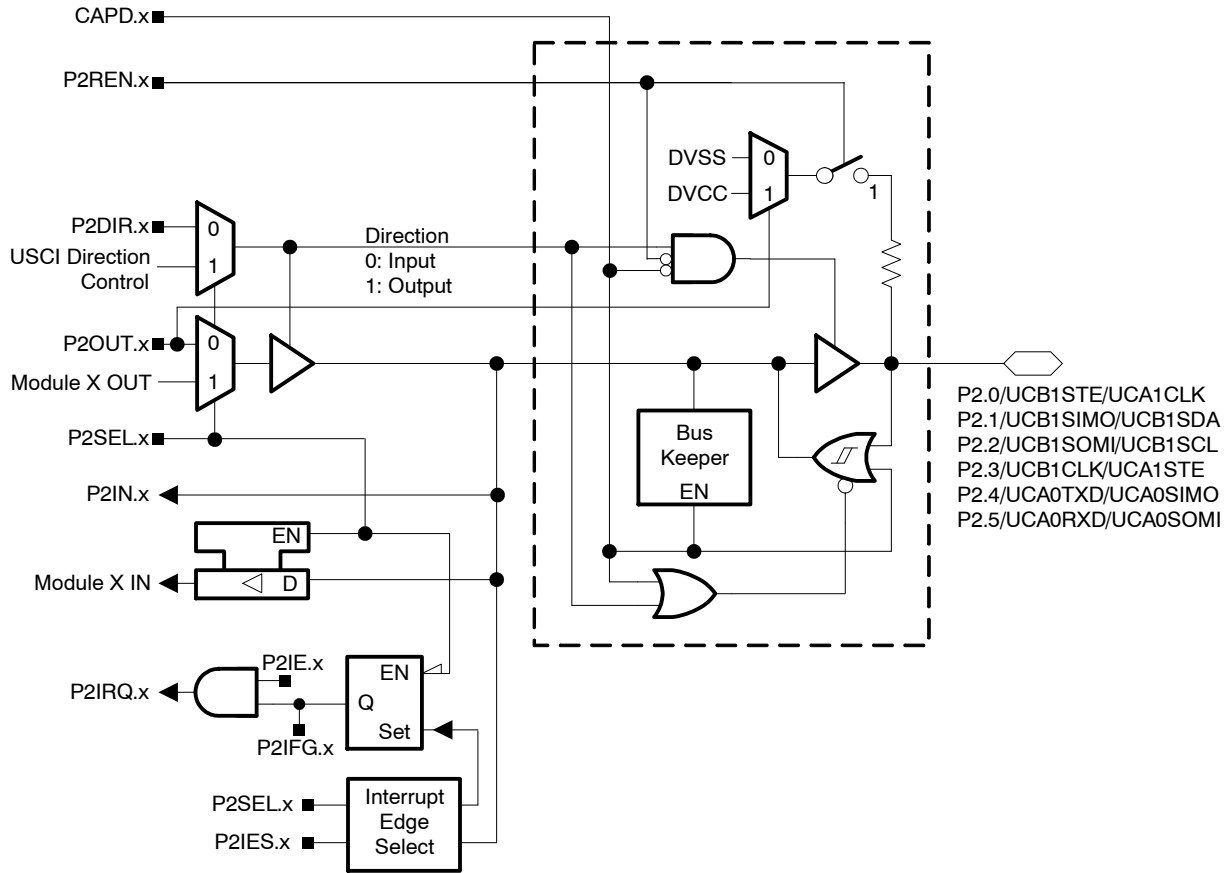 CAPD.x
P2REN.x
DVSS
0
DVCC
1
1
P2DIR.x
0
USCI Direction
Control
1
Direction
0: Input
1: Output
P2OUT.x
0
Module X OUT
1
P2.0/UCB1STE/UCA1CLK
P2.1/UCB1SIMO/UCB1SDA
P2.2/UCB1SOMI/UCB1SCL
P2.3/UCB1CLK/UCA1STE
P2.4/UCA0TXD/UCA0SIMO
P2.5/UCA0RXD/UCA0SOMI
Bus
Keeper
EN
P2SEL.x
P2IN.x
EN
Module X IN
D
P2IE.x
P2IRQ.x
P2IFG.x
EN
Q
Set
P2SEL.x
P2IES.x
Interrupt
Edge
Select